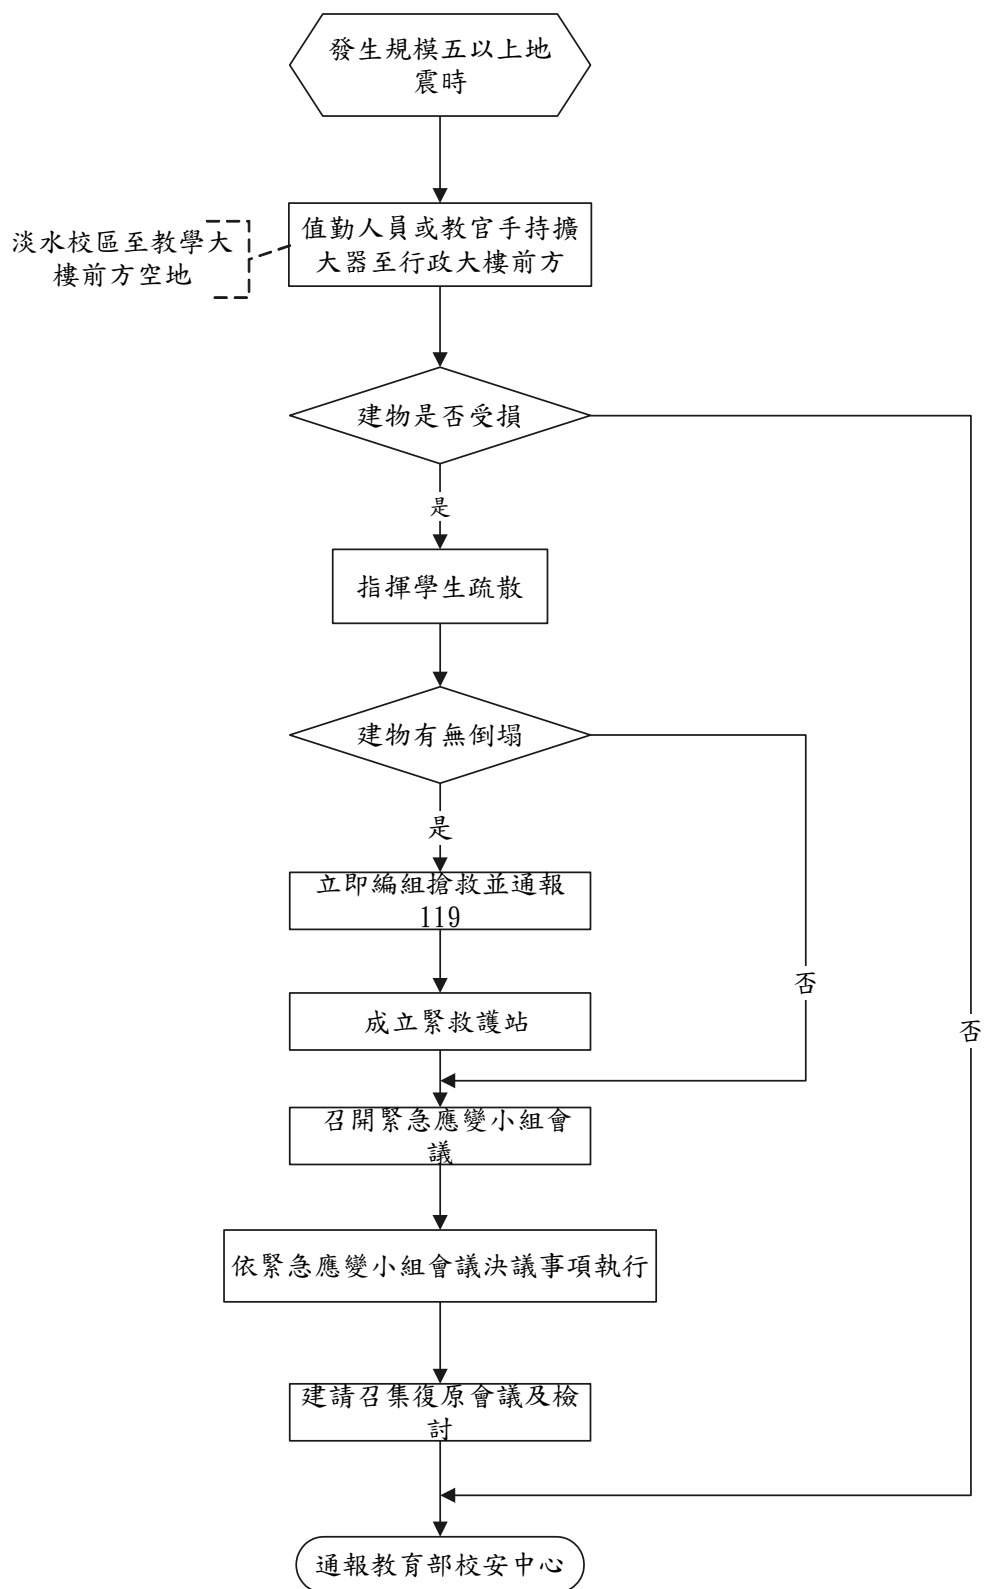 發生規模五以上地
震時
淡水校區至教學大
樓前方空地
值勤人員或教官手持擴
大器至行政大樓前方
建物是否受損
是
指揮學生疏散
建物有無倒塌
是
立即編組搶救並通報
119
否
成立緊救護站
否
召開緊急應變小組會
議
依緊急應變小組會議決議事項執行
建請召集復原會議及檢
討
通報教育部校安中心